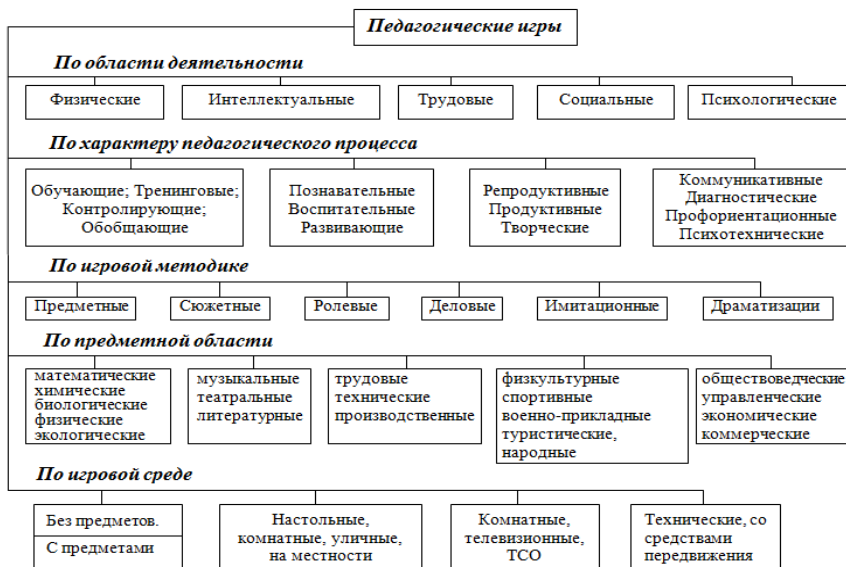 Педагогические игры
По области деятельности
Физические
Интеллектуальные
Трудовые
Социальные
Психологические
По характеру педагогического процесса
Обучающие; Тренинговые;
Контролирующие;
Обобщающие
Познавательные
Воспитательные
Развивающие
Репродуктивные
Продуктивные
Творческие
Коммуникативные
Диагностические
Профориентационные
Психотехнические
По игровой методике
Предметные
Сюжетные
Ролевые
Деловые
Имитационные
Драматизации
По предметной области
математические
химические
биологические
физические
экологические
музыкальные
театральные
литературные
трудовые
технические
производственные
физкультурные
спортивные
военно-прикладные
туристические,
народные
обществоведческие
управленческие
экономические
коммерческие
По игровой среде
Без предметов.
С предметами
Настольные,
комнатные, уличные,
на местности
Комнатные,
телевизионные,
ТСО
Технические, со
средствами
передвижения